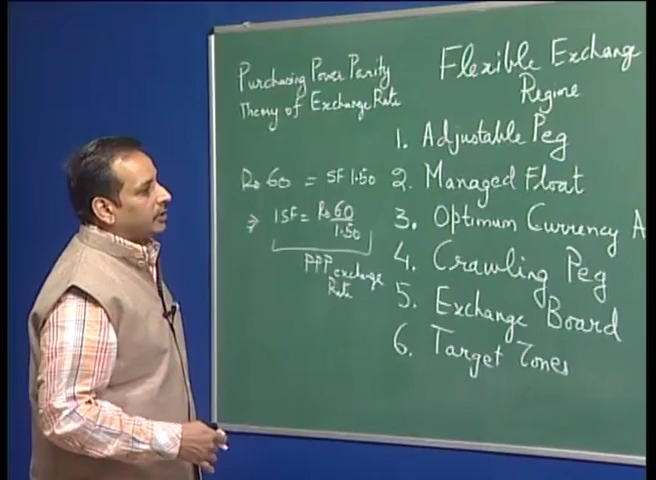 Purchasing Power Parity
Theory of Exchange Rate
Rs 60 = SF 1.50
⇒ 1SF = Rs 60 / 1.50
PPP exchange
Rate
Flexible Exchange
Regime
1. Adjustable Peg
2. Managed Float
3. Optimum Currency A
4. Crawling Peg
5. Exchange Board
6. Target Zones